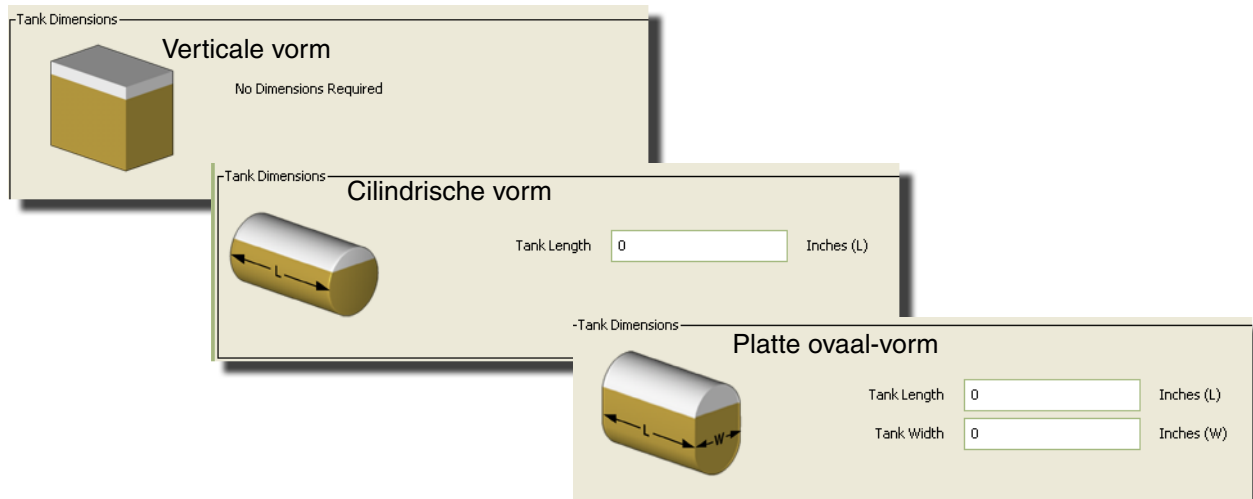 Tank Dimensions
Verticale vorm
No Dimensions Required
Tank Dimensions
Cilindrische vorm
Tank Length 0 Inches (L)
L
Tank Dimensions
Platte ovaal-vorm
Tank Length 0 Inches (L)
Tank Width 0 Inches (W)
L W